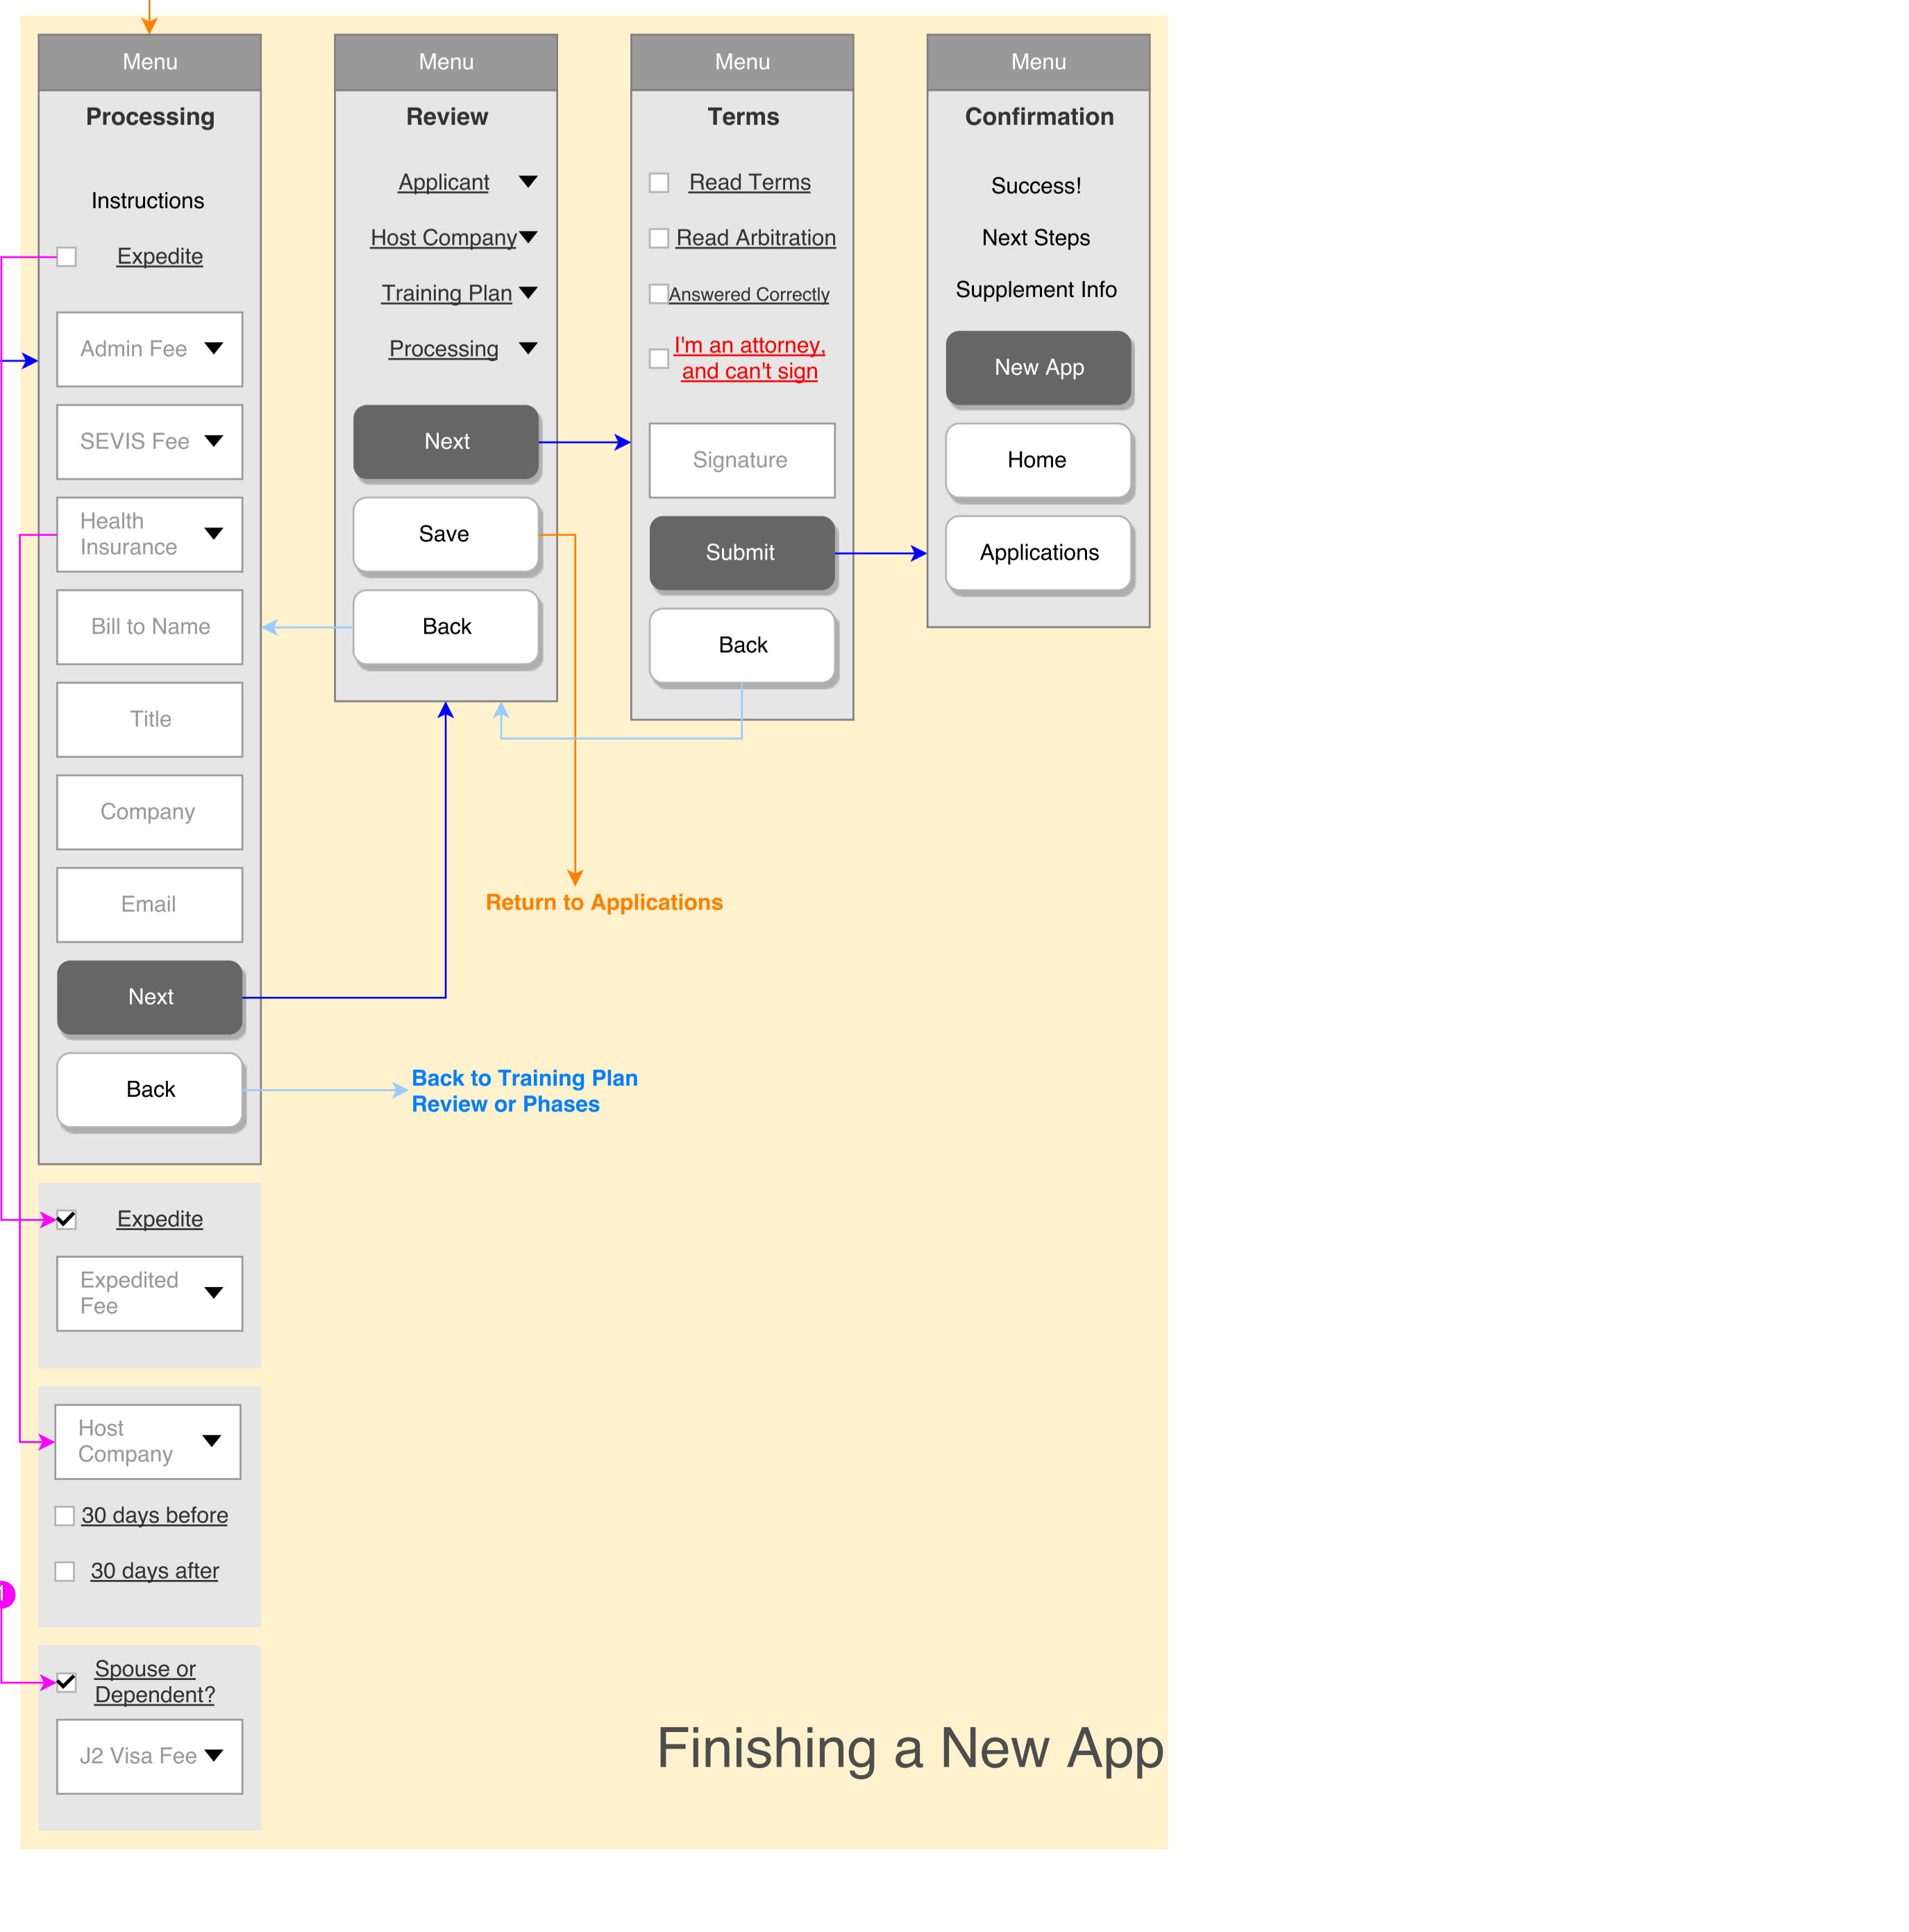 Menu
Processing
Instructions
Expedite
Admin Fee
SEVIS Fee
Health
Insurance
Bill to Name
Title
Company
Email
Next
Back
Menu
Review
Applicant
Host Company
Training Plan
Processing
Next
Save
Back
Menu
Terms
Read Terms
Read Arbitration
Answered Correctly
I'm an attorney,
and can't sign
Signature
Submit
Back
Menu
Confirmation
Success!
Next Steps
Supplement Info
New App
Home
Applications
Return to Applications
Back to Training Plan
Review or Phases
Expedite
Expedited
Fee
Host
Company
30 days before
30 days after
Spouse or
Dependent?
J2 Visa Fee
Finishing a New App